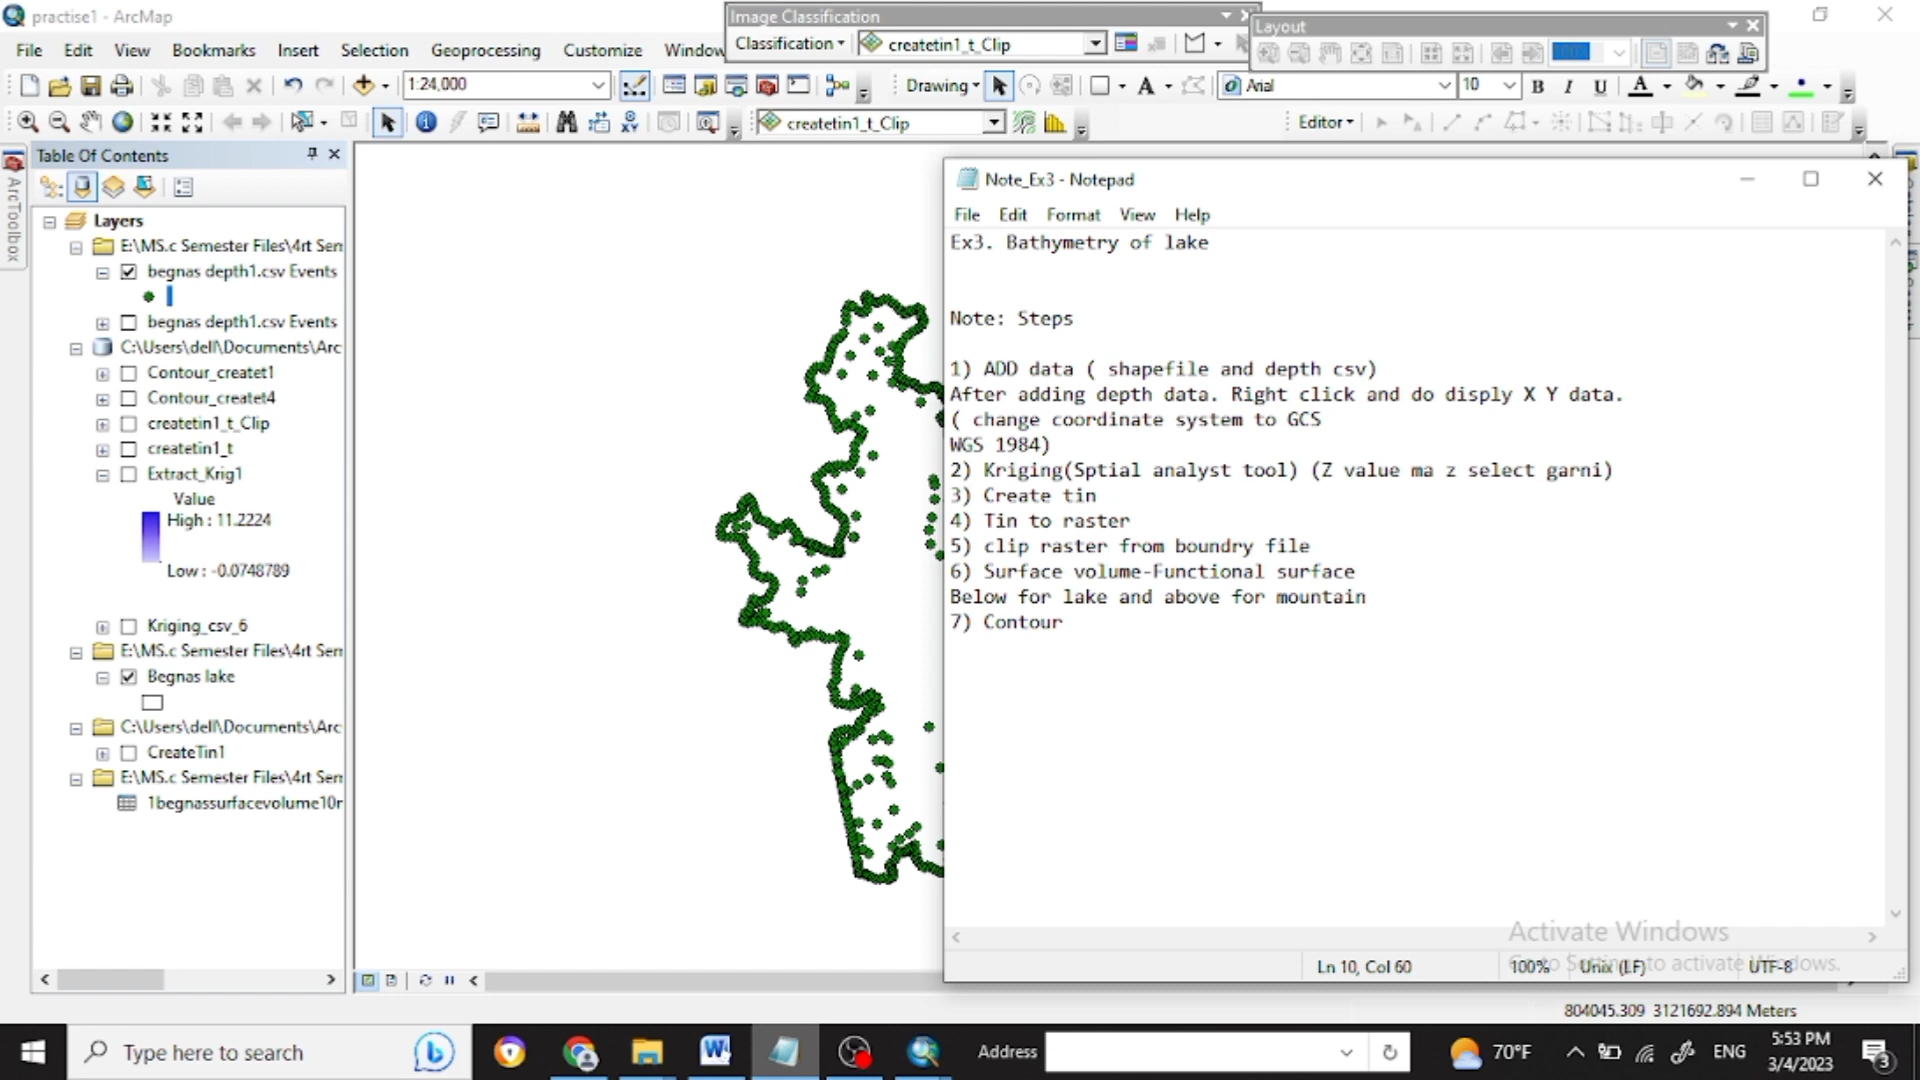 practise1 - ArcMap
Image Classification
Layout
File Edit View Bookmarks Insert Selection Geoprocessing Customize Window
Classification createtin1_t_Clip
1:24,000
Drawing
A
Arial
10
B I U A
createtin1_t_Clip
Editor
ArcToolbox
Table Of Contents
Layers
E:\MS.c Semester Files\4rt Sem
begnas depth1.csv Events
begnas depth1.csv Events
C:\Users\dell\Documents\Arc
Contour_createt1
Contour_createt4
createtin1_t_Clip
createtin1_t
Extract_Krig1
Value
High : 11.2224
Low : -0.0748789
Kriging_csv_6
E:\MS.c Semester Files\4rt Sem
Begnas lake
C:\Users\dell\Documents\Arc
CreateTin1
E:\MS.c Semester Files\4rt Sem
1begnassurfacevolume10r
Note_Ex3 - Notepad
File Edit Format View Help
Ex3. Bathymetry of lake
Note: Steps
1) ADD data ( shapefile and depth csv)
After adding depth data. Right click and do disply X Y data.
( change coordinate system to GCS
WGS 1984)
2) Kriging(Sptial analyst tool) (Z value ma z select garni)
3) Create tin
4) Tin to raster
5) clip raster from boundry file
6) Surface volume-Functional surface
Below for lake and above for mountain
7) Contour
Activate Windows
Go to Settings to activate Windows.
Ln 10, Col 60
100%
Unix (LF)
UTF-8
804045.309 3121692.894 Meters
Type here to search
Address
70°F
ENG
5:53 PM
3/4/2023
3